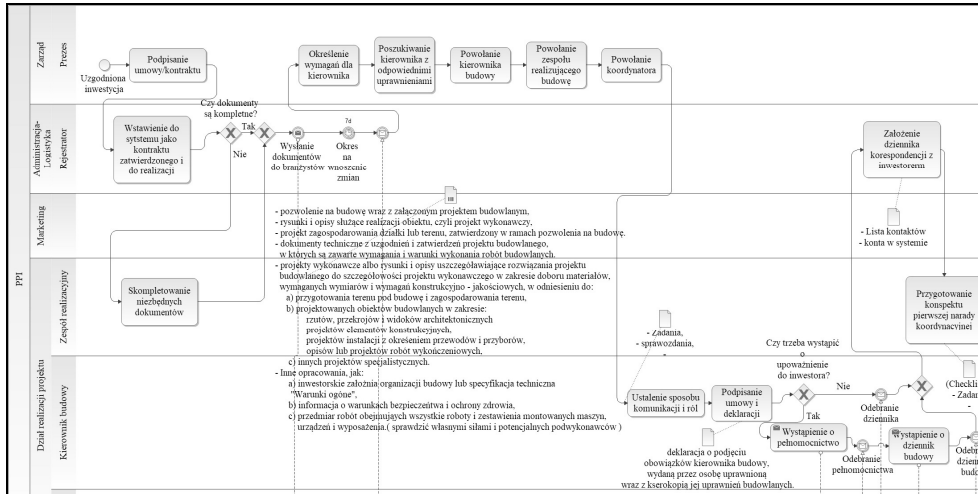 PPI
Zarząd
Prezes
Uzgodniona
inwestycja
Podpisanie
umowy/kontraktu
Określenie
wymagań dla
kierownika
Poszukiwanie
kierownika z
odpowiednimi
uprawnieniami
Powołanie
kierownika
budowy
Powołanie
zespołu
realizującego
budowę
Powołanie
koordynatora
Administracja-
Logistyka
Rejestrator
Wstawienie do
sytstemu jako
kontraktu
zatwierdzonego i
do realizacji
Czy dokumenty
są kompletne?
Tak
Nie
Wysłanie
dokumentów
do branżystów
7d
Okres
na
wnoszenie
zmian
Założenie
dziennika
korespondencji z
inwestorem
Marketing
- pozwolenie na budowę wraz z załączonym projektem budowlanym,
- rysunki i opisy służące realizacji obiektu, czyli projekt wykonawczy,
- projekt zagospodarowania działki lub terenu, zatwierdzony w ramach pozwolenia na budowę.
- dokumenty techniczne z uzgodnień i zatwierdzeń projektu budowlanego,
w których są zawarte wymagania i warunki wykonania robót budowlanych.
- projekty wykonawcze albo rysunki i opisy uszczegóławiające rozwiązania projektu
budowlanego do szczegółowości projektu wykonawczego w zakresie doboru materiałów,
wymaganych wymiarów i wymagań konstrukcyjno - jakościowych, w odniesieniu do:
a) przygotowania terenu pod budowę i zagospodarowania terenu,
b) projektowanych obiektów budowlanych w zakresie:
rzutów, przekrojów i widoków architektonicznych
projektów elementów konstrukcyjnych,
projektów instalacji z określeniem przewodów i przyborów,
opisów lub projektów robót wykończeniowych.
c) innych projektów specjalistycznych.
- Inne opracowania, jak:
a) inwestorskie założnia organizacji budowy lub specyfikacja techniczna
"Warunki ogóne",
b) informacja o warunkach bezpieczeństwa i ochrony zdrowia,
c) przedmiar robót obejmujących wszystkie roboty i zestawienia montowanych maszyn,
urządzeń i wyposażenia.( sprawdzić własnymi siłami i potencjalnych podwykonawców )
- Lista kontaktów
- konta w systemie
Zespół realizacyjny
Skompletowanie
niezbędnych
dokumentów
- Zadania,
- sprawozdania,
-
Przygotowanie
konspektu
pierwszej narady
koordynacyjnej
Dział realizacji projektu
Kierownik budowy
Ustalenie sposobu
komunikacji i ról
Podpisanie
umowy i
deklaracji
Czy trzeba wystąpić
o
upoważnienie
do inwestora?
Nie
Tak
Odebranie
dziennika
(Checkli
- Zadan
-
Wystąpienie o
pełnomocnictwo
Odebranie
pełnomocnictwa
Wystąpienie o
dziennik
budowy
Odebr
dzien
budo
deklaracja o podjęciu
obowiązków kierownika budowy,
wydaną przez osobę uprawnioną
wraz z kserokopią jej uprawnień budowlanych.